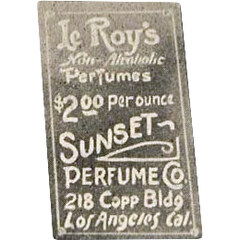 Le Roy's
Non-Alcoholic
Perfumes
$2.00 Per ounce
SUNSET
PERFUME Co.
218 Copp Bldg
Los Angeles Cal.